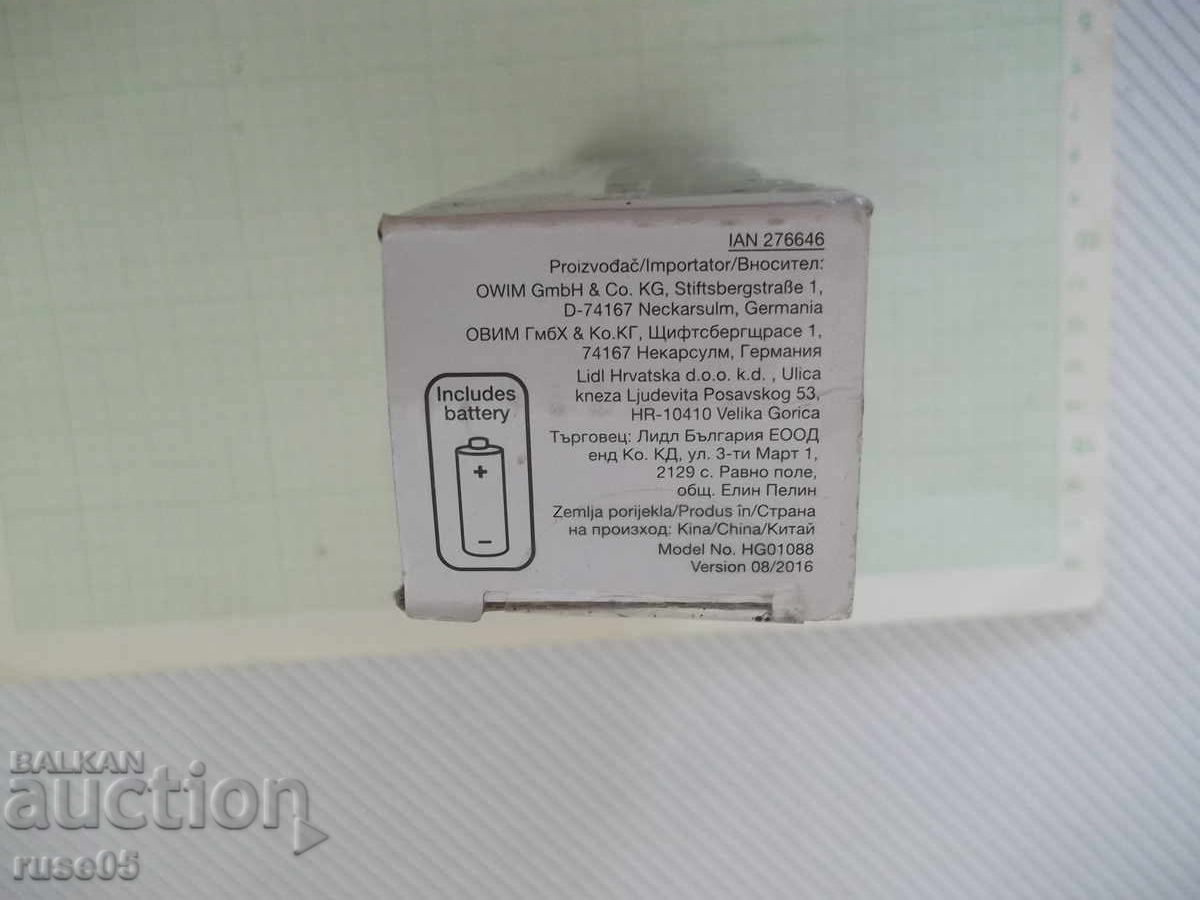 IAN 276646
Proizvođač/Importator/Вносител:
OWIM GmbH & Co. KG, Stiftsbergstraße 1,
D-74167 Neckarsulm, Germania
ОВИМ ГмбХ & Ко.КГ, Щифтсбергщрасе 1,
74167 Некарсулм, Германия
Lidl Hrvatska d.o.o. k.d. , Ulica
kneza Ljudevita Posavskog 53,
HR-10410 Velika Gorica
Търговец: Лидл България ЕООД
енд Ко. КД, ул. 3-ти Март 1,
2129 с. Равно поле,
общ. Елин Пелин
Zemlja porijekla/Produs în/Страна
на произход: Kina/China/Китай
Model No. HG01088
Version 08/2016
Includes
battery
+
–
BALKAN
auction
ruse05